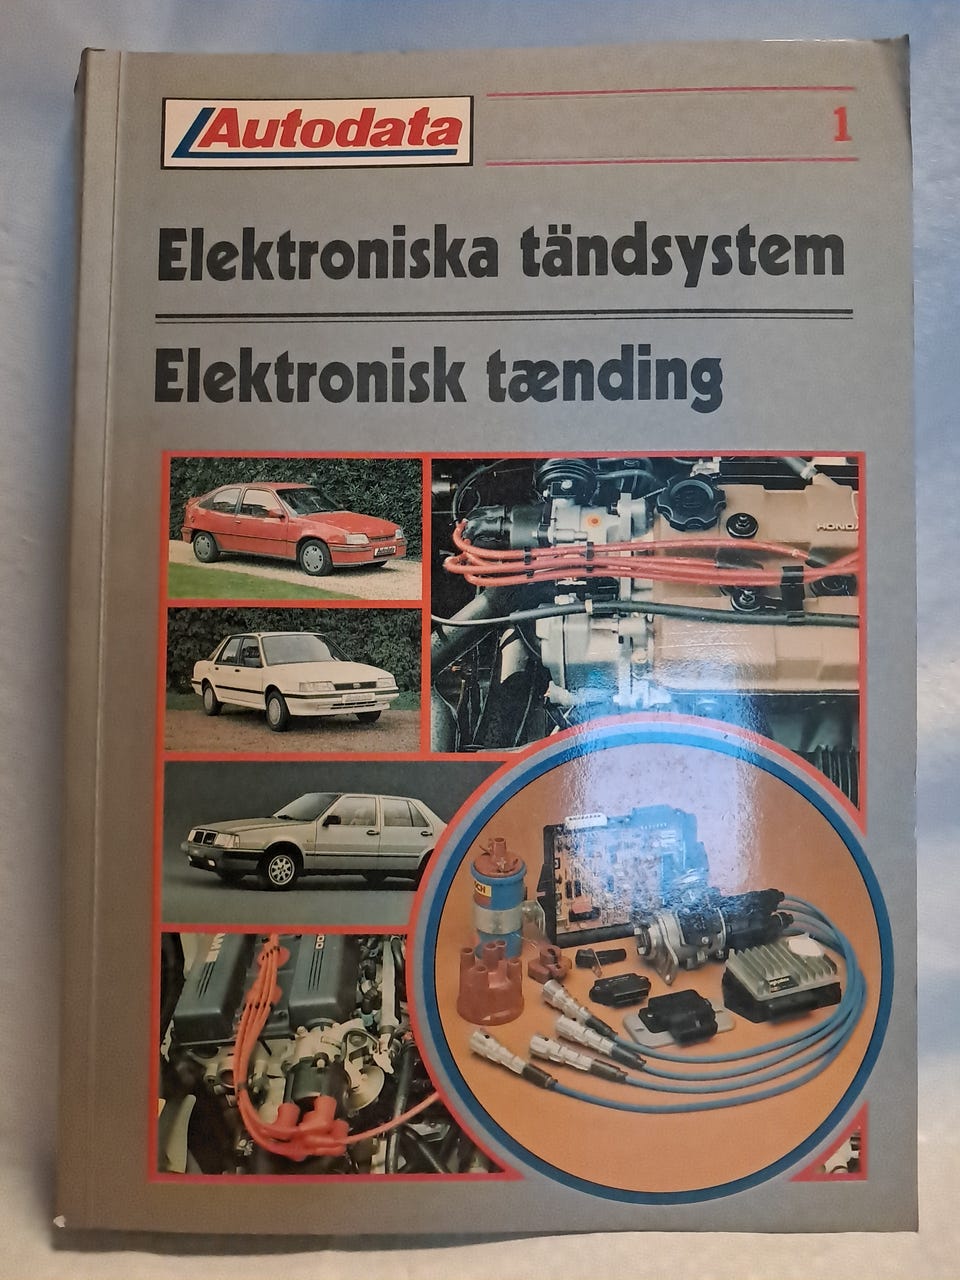 Autodata
1
Elektroniska tändsystem
Elektronisk tænding
HONDA